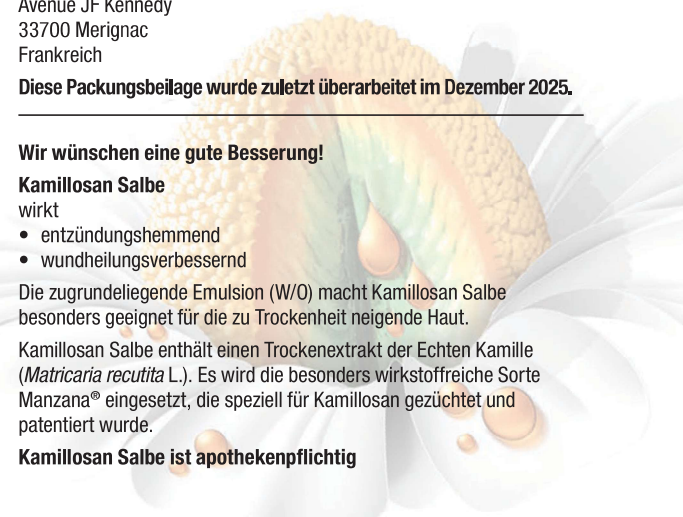 Avenue JF Kennedy
33700 Merignac
Frankreich
Diese Packungsbeilage wurde zuletzt überarbeitet im Dezember 2025.
Wir wünschen eine gute Besserung!
Kamillosan Salbe
wirkt
• entzündungshemmend
• wundheilungsverbessernd
Die zugrundeliegende Emulsion (W/O) macht Kamillosan Salbe
besonders geeignet für die zu Trockenheit neigende Haut.
Kamillosan Salbe enthält einen Trockenextrakt der Echten Kamille
(Matricaria recutita L.). Es wird die besonders wirkstoffreiche Sorte
Manzana® eingesetzt, die speziell für Kamillosan gezüchtet und
patentiert wurde.
Kamillosan Salbe ist apothekenpflichtig